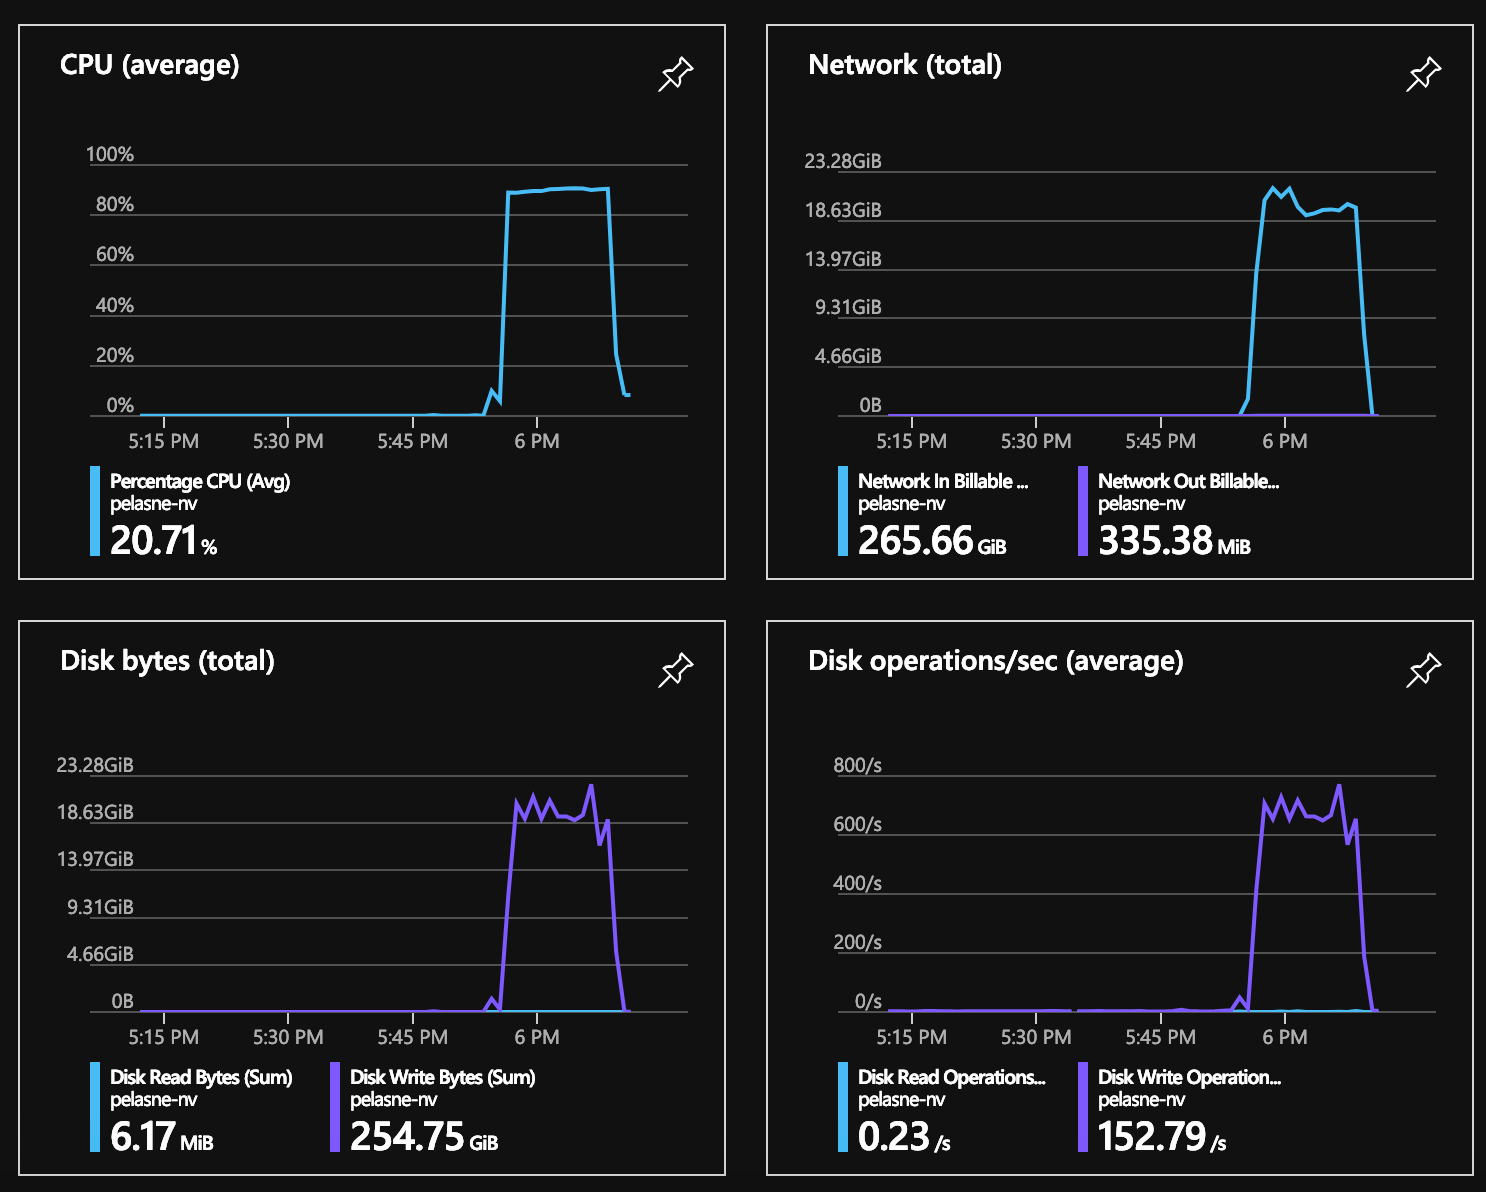 CPU (average)
100%
80%
60%
40%
20%
0%
5:15 PM 5:30 PM 5:45 PM 6 PM
Percentage CPU (Avg)
pelasne-nv
20.71 %
Network (total)
23.28GiB
18.63GiB
13.97GiB
9.31GiB
4.66GiB
0B
5:15 PM 5:30 PM 5:45 PM 6 PM
Network In Billable ...
pelasne-nv
265.66 GiB
Network Out Billable...
pelasne-nv
335.38 MiB
Disk bytes (total)
23.28GiB
18.63GiB
13.97GiB
9.31GiB
4.66GiB
0B
5:15 PM 5:30 PM 5:45 PM 6 PM
Disk Read Bytes (Sum)
pelasne-nv
6.17 MiB
Disk Write Bytes (Sum)
pelasne-nv
254.75 GiB
Disk operations/sec (average)
800/s
600/s
400/s
200/s
0/s
5:15 PM 5:30 PM 5:45 PM 6 PM
Disk Read Operations...
pelasne-nv
0.23 /s
Disk Write Operation...
pelasne-nv
152.79 /s